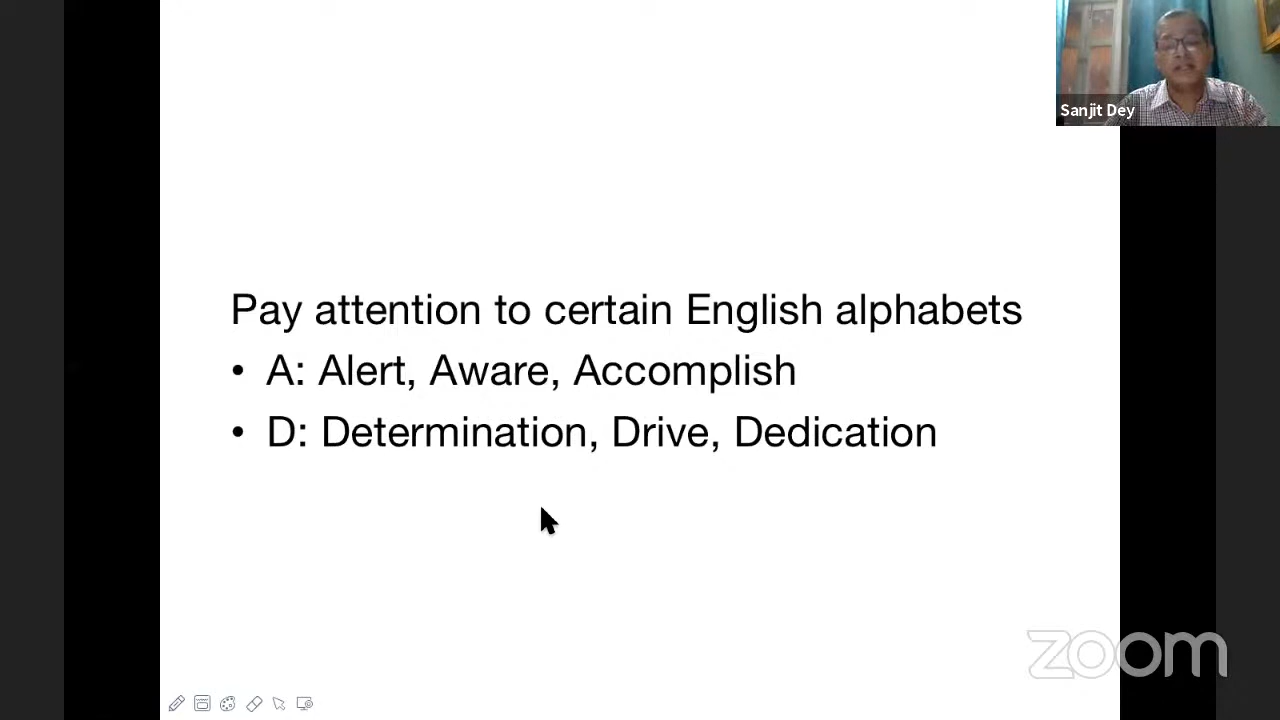 Sanjit Dey
Pay attention to certain English alphabets
• A: Alert, Aware, Accomplish
• D: Determination, Drive, Dedication
zoom